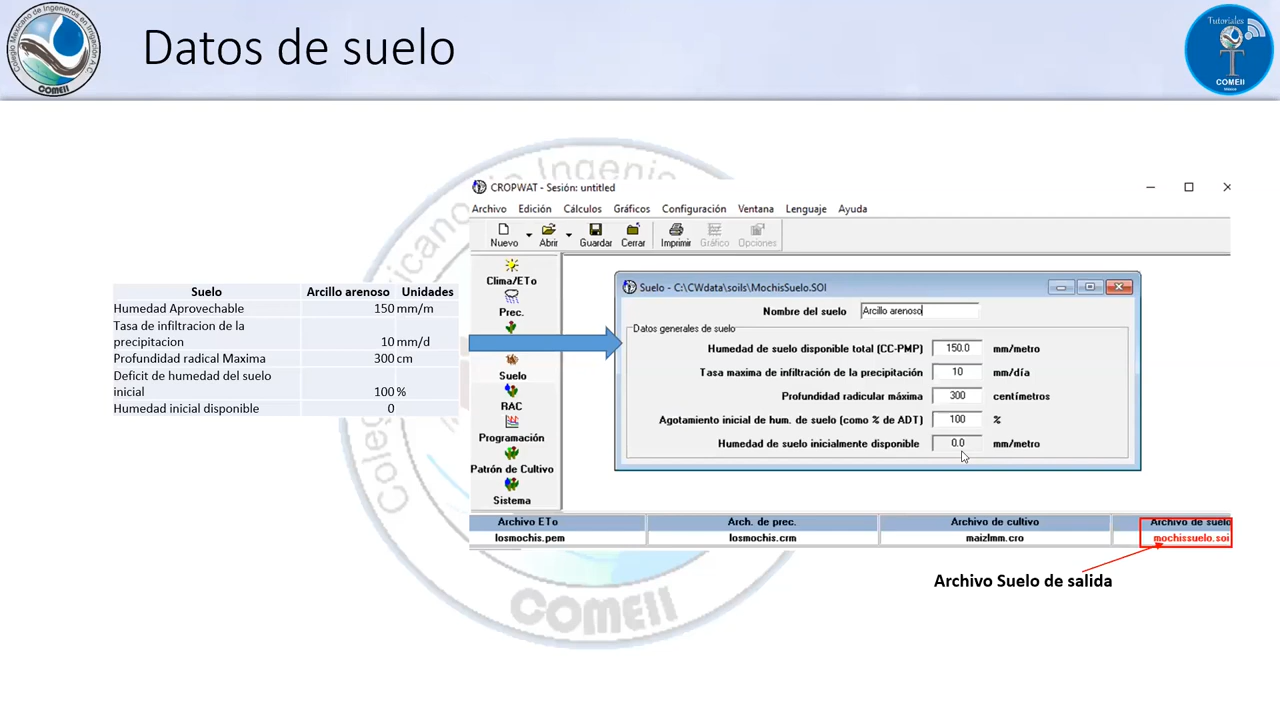 Colegio Mexicano de Ingenieros en Irrigación A.C.
COMEII
Datos de suelo
Tutoriales
COMEII
Suelo Arcillo arenoso Unidades
Humedad Aprovechable 150 mm/m
Tasa de infiltracion de la
precipitacion 10 mm/d
Profundidad radical Maxima 300 cm
Deficit de humedad del suelo
inicial 100 %
Humedad inicial disponible 0
CROPWAT - Sesión: untitled
Archivo Edición Cálculos Gráficos Configuración Ventana Lenguaje Ayuda
Nuevo Abrir Guardar Cerrar Imprimir Gráfico Opciones
Clima/ETo
Prec.
Suelo
RAC
Programación
Patrón de Cultivo
Sistema
Suelo - C:\CWdata\soils\MochisSuelo.SOI
Nombre del suelo Arcillo arenoso
Datos generales de suelo
Humedad de suelo disponible total (CC-PMP) 150.0 mm/metro
Tasa maxima de infiltración de la precipitación 10 mm/día
Profundidad radicular máxima 300 centímetros
Agotamiento inicial de hum. de suelo (como % de ADT) 100 %
Humedad de suelo inicialmente disponible 0.0 mm/metro
Archivo ETo Arch. de prec. Archivo de cultivo Archivo de suelo
losmochis.pem losmochis.crm maizlmm.cro mochissuelo.soi
Archivo Suelo de salida
COMEII